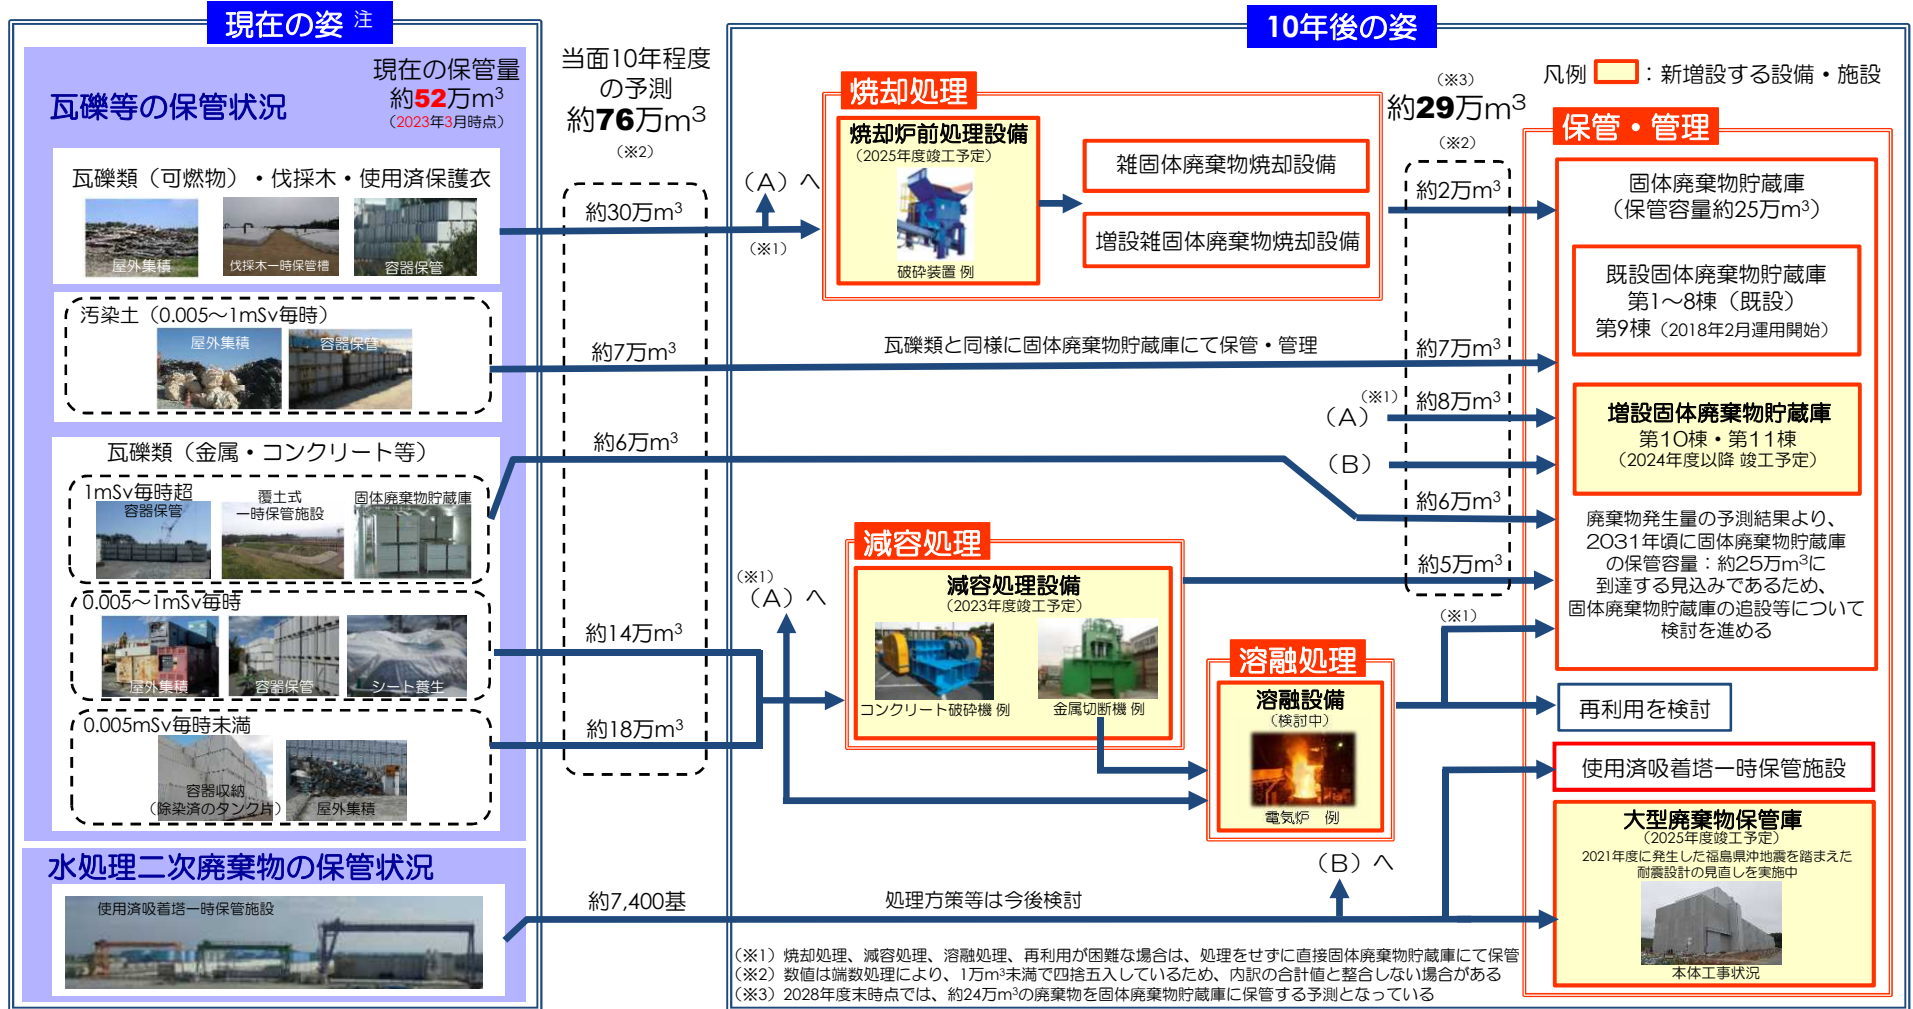 現在の姿 注
瓦礫等の保管状況
現在の保管量
約52万m³
（2023年3月時点）
瓦礫類（可燃物）・伐採木・使用済保護衣
屋外集積
伐採木一時保管槽
容器保管
汚染土（0.005～1mSv毎時）
屋外集積
容器保管
瓦礫類（金属・コンクリート等）
1mSv毎時超
容器保管
覆土式
一時保管施設
固体廃棄物貯蔵庫
0.005～1mSv毎時
屋外集積
容器保管
シート養生
0.005mSv毎時未満
容器収納
（除染済のタンク片）
屋外集積
水処理二次廃棄物の保管状況
使用済吸着塔一時保管施設
当面10年程度
の予測
約76万m³
（※2）
約30万m³
約7万m³
約6万m³
約14万m³
約18万m³
約7,400基
10年後の姿
凡例
：新増設する設備・施設
焼却処理
焼却炉前処理設備
（2025年度竣工予定）
破砕装置 例
雑固体廃棄物焼却設備
増設雑固体廃棄物焼却設備
（A）へ
（※1）
瓦礫類と同様に固体廃棄物貯蔵庫にて保管・管理
（※1）
（A）へ
減容処理
減容処理設備
（2023年度竣工予定）
コンクリート破砕機 例
金属切断機 例
溶融処理
溶融設備
（検討中）
電気炉　例
（B）へ
処理方策等は今後検討
（※3）
約29万m³
（※2）
約2万m³
約7万m³
（※1）
（A）
約8万m³
（B）
約6万m³
約5万m³
（※1）
保管・管理
固体廃棄物貯蔵庫
（保管容量約25万m³）
既設固体廃棄物貯蔵庫
第1～8棟（既設）
第9棟（2018年2月運用開始）
増設固体廃棄物貯蔵庫
第10棟・第11棟
（2024年度以降 竣工予定）
廃棄物発生量の予測結果より、
2031年頃に固体廃棄物貯蔵庫
の保管容量：約25万m³に
到達する見込みであるため、
固体廃棄物貯蔵庫の追設等について
検討を進める
再利用を検討
使用済吸着塔一時保管施設
大型廃棄物保管庫
（2025年度竣工予定）
2021年度に発生した福島県沖地震を踏まえた
耐震設計の見直しを実施中
本体工事状況
（※1）焼却処理、減容処理、溶融処理、再利用が困難な場合は、処理をせずに直接固体廃棄物貯蔵庫にて保管
（※2）数値は端数処理により、1万m³未満で四捨五入しているため、内訳の合計値と整合しない場合がある
（※3）2028年度末時点では、約24万m³の廃棄物を固体廃棄物貯蔵庫に保管する予測となっている